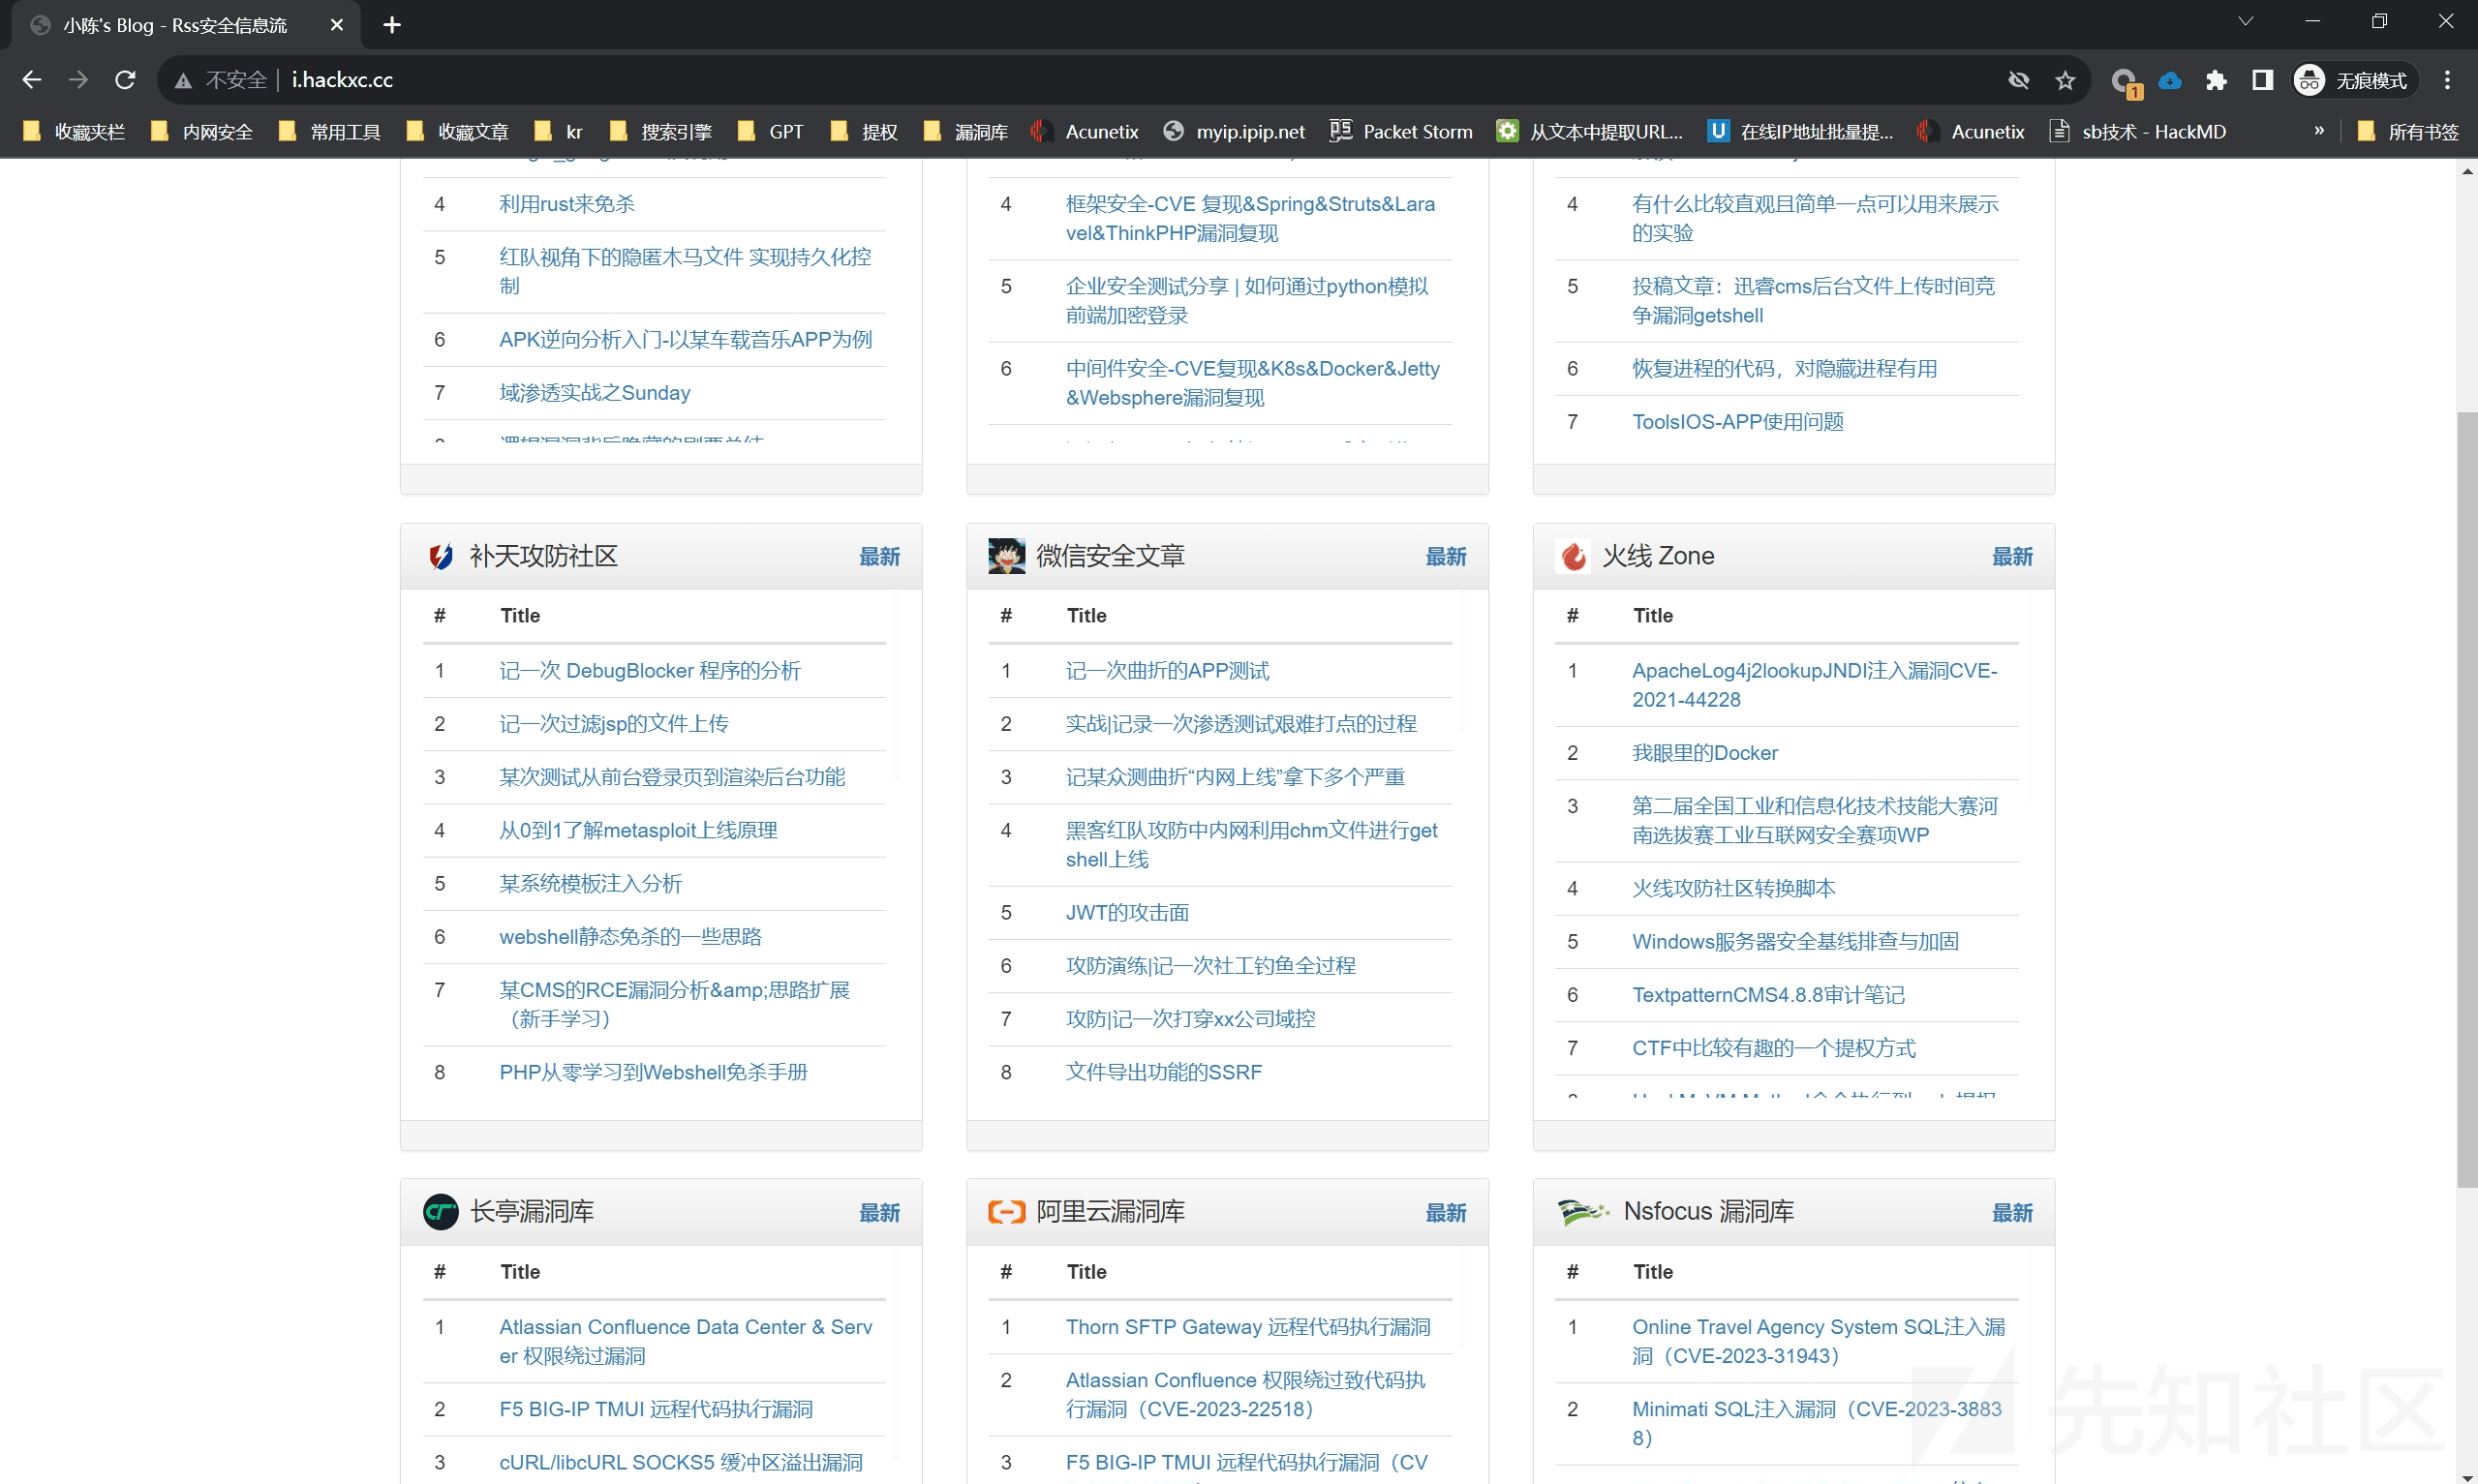 小陈's Blog - Rss安全信息流
不安全 i.hackxc.cc
无痕模式
收藏夹栏 内网安全 常用工具 收藏文章 kr 搜索引擎 GPT 提权 漏洞库 Acunetix myip.ipip.net Packet Storm 从文本中提取URL... 在线IP地址批量提... Acunetix sb技术 - HackMD » 所有书签
4 利用rust来免杀
5 红队视角下的隐匿木马文件 实现持久化控
制
6 APK逆向分析入门-以某车载音乐APP为例
7 域渗透实战之Sunday
4 框架安全-CVE 复现&Spring&Struts&Lara
vel&ThinkPHP漏洞复现
5 企业安全测试分享 | 如何通过python模拟
前端加密登录
6 中间件安全-CVE复现&K8s&Docker&Jetty
&Websphere漏洞复现
4 有什么比较直观且简单一点可以用来展示
的实验
5 投稿文章：迅睿cms后台文件上传时间竞
争漏洞getshell
6 恢复进程的代码，对隐藏进程有用
7 ToolsIOS-APP使用问题
补天攻防社区 最新
# Title
1 记一次 DebugBlocker 程序的分析
2 记一次过滤jsp的文件上传
3 某次测试从前台登录页到渲染后台功能
4 从0到1了解metasploit上线原理
5 某系统模板注入分析
6 webshell静态免杀的一些思路
7 某CMS的RCE漏洞分析&amp;思路扩展
（新手学习）
8 PHP从零学习到Webshell免杀手册
微信安全文章 最新
# Title
1 记一次曲折的APP测试
2 实战|记录一次渗透测试艰难打点的过程
3 记某众测曲折“内网上线”拿下多个严重
4 黑客红队攻防中内网利用chm文件进行get
shell上线
5 JWT的攻击面
6 攻防演练|记一次社工钓鱼全过程
7 攻防|记一次打穿xx公司域控
8 文件导出功能的SSRF
火线 Zone 最新
# Title
1 ApacheLog4j2lookupJNDI注入漏洞CVE-
2021-44228
2 我眼里的Docker
3 第二届全国工业和信息化技术技能大赛河
南选拔赛工业互联网安全赛项WP
4 火线攻防社区转换脚本
5 Windows服务器安全基线排查与加固
6 TextpatternCMS4.8.8审计笔记
7 CTF中比较有趣的一个提权方式
长亭漏洞库 最新
# Title
1 Atlassian Confluence Data Center & Serv
er 权限绕过漏洞
2 F5 BIG-IP TMUI 远程代码执行漏洞
3 cURL/libcURL SOCKS5 缓冲区溢出漏洞
阿里云漏洞库 最新
# Title
1 Thorn SFTP Gateway 远程代码执行漏洞
2 Atlassian Confluence 权限绕过致代码执
行漏洞（CVE-2023-22518）
3 F5 BIG-IP TMUI 远程代码执行漏洞（CV
Nsfocus 漏洞库 最新
# Title
1 Online Travel Agency System SQL注入漏
洞（CVE-2023-31943）
2 Minimati SQL注入漏洞（CVE-2023-3883
8）
先知社区